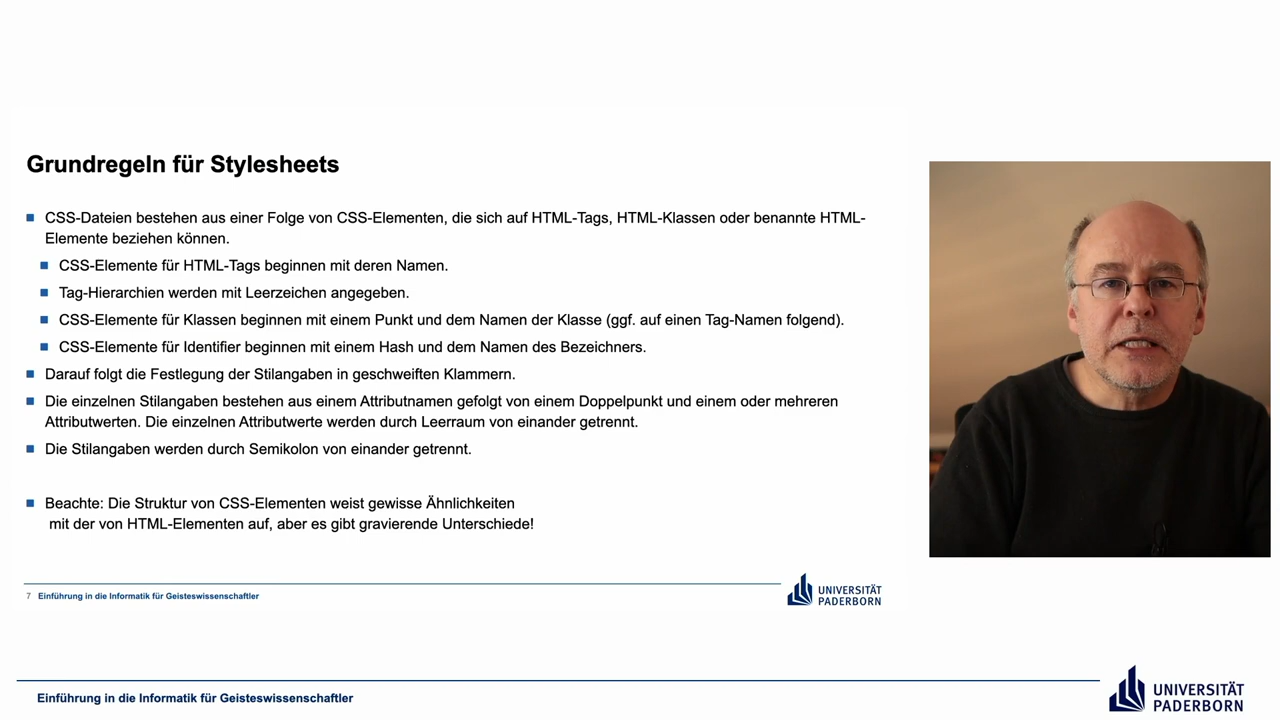 Grundregeln für Stylesheets
CSS-Dateien bestehen aus einer Folge von CSS-Elementen, die sich auf HTML-Tags, HTML-Klassen oder benannte HTML-
Elemente beziehen können.
CSS-Elemente für HTML-Tags beginnen mit deren Namen.
Tag-Hierarchien werden mit Leerzeichen angegeben.
CSS-Elemente für Klassen beginnen mit einem Punkt und dem Namen der Klasse (ggf. auf einen Tag-Namen folgend).
CSS-Elemente für Identifier beginnen mit einem Hash und dem Namen des Bezeichners.
Darauf folgt die Festlegung der Stilangaben in geschweiften Klammern.
Die einzelnen Stilangaben bestehen aus einem Attributnamen gefolgt von einem Doppelpunkt und einem oder mehreren
Attributwerten. Die einzelnen Attributwerte werden durch Leerraum von einander getrennt.
Die Stilangaben werden durch Semikolon von einander getrennt.
Beachte: Die Struktur von CSS-Elementen weist gewisse Ähnlichkeiten
mit der von HTML-Elementen auf, aber es gibt gravierende Unterschiede!
7 Einführung in die Informatik für Geisteswissenschaftler
UNIVERSITÄT
PADERBORN
Einführung in die Informatik für Geisteswissenschaftler
UNIVERSITÄT
PADERBORN